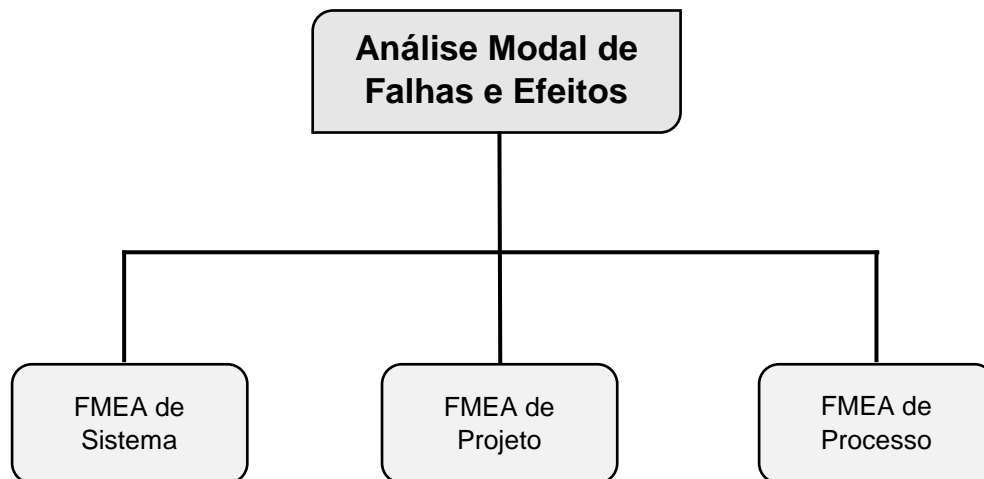 Análise Modal de
Falhas e Efeitos
FMEA de
Sistema
FMEA de
Projeto
FMEA de
Processo